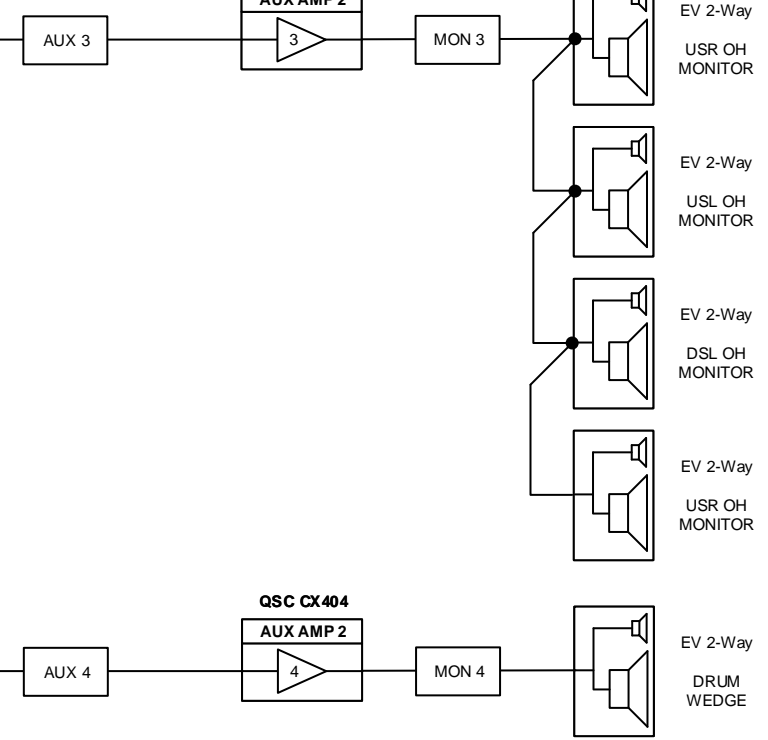 AUX AMP 2
AUX 3
3
MON 3
EV 2-Way
USR OH
MONITOR
EV 2-Way
USL OH
MONITOR
EV 2-Way
DSL OH
MONITOR
EV 2-Way
USR OH
MONITOR
QSC CX404
AUX AMP 2
AUX 4
4
MON 4
EV 2-Way
DRUM
WEDGE